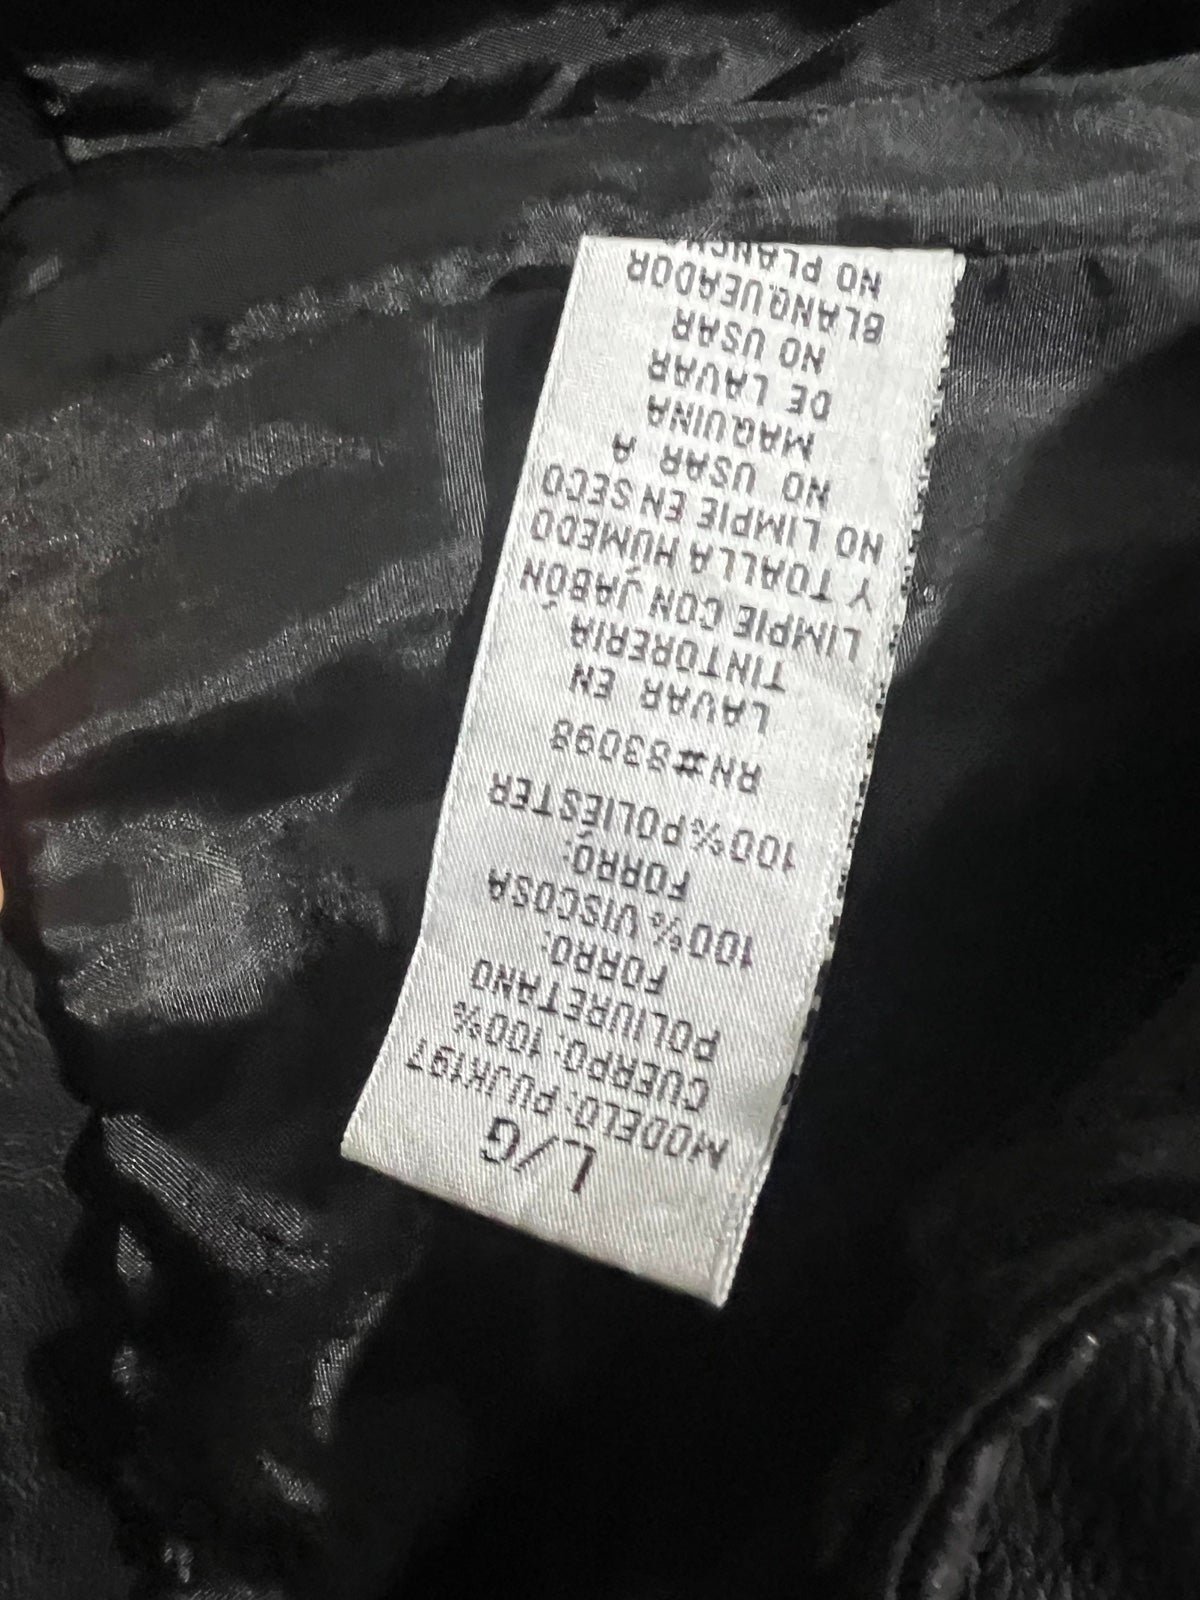 L/G
MODELO: PUJK197
CUERPO: 100%
POLIURETANO
FORRO:
100% VISCOSA
FORRO:
100% POLIÉSTER
RN#83098
LAVAR EN
TINTORERIA
LIMPIE CON JABÓN
Y TOALLA HÚMEDO
NO LIMPIE EN SECO
NO USAR A
MAQUINA
DE LAVAR
NO USAR
BLANQUEADOR
NO